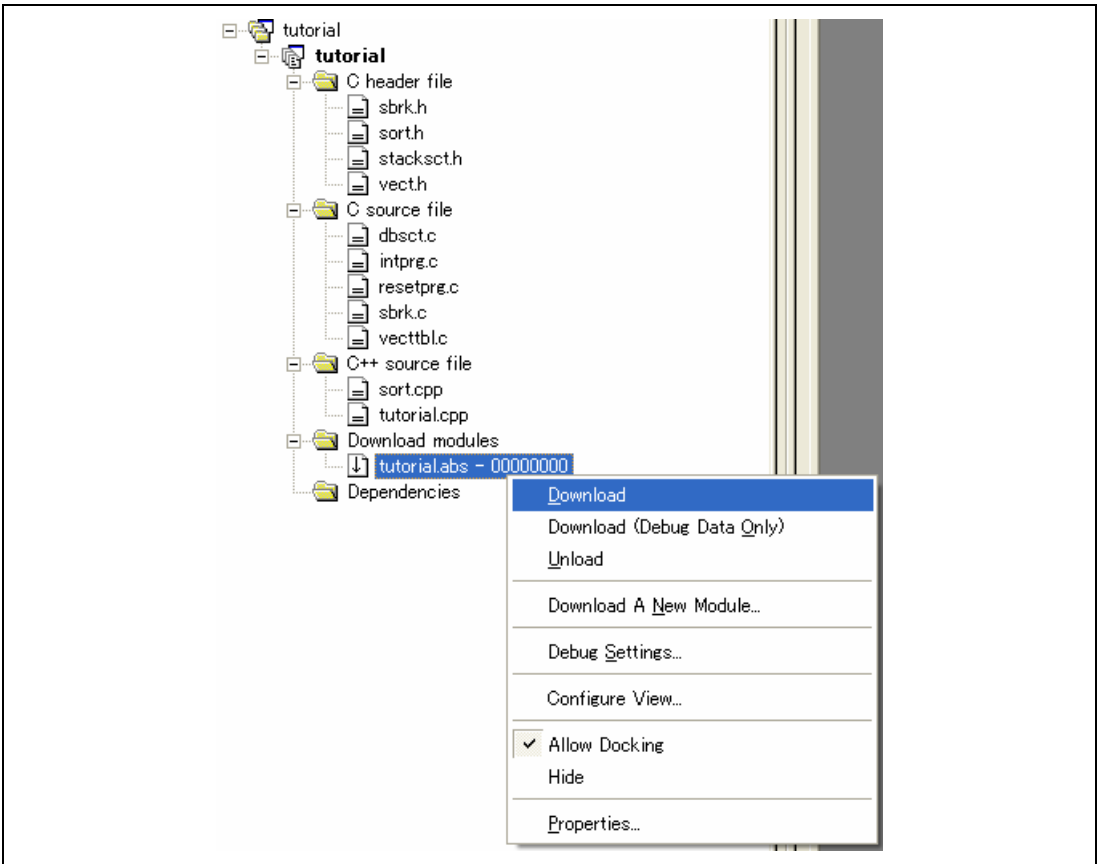 tutorial
tutorial
C header file
sbrk.h
sort.h
stacksct.h
vect.h
C source file
dbsct.c
intprg.c
resetprg.c
sbrk.c
vecttbl.c
C++ source file
sort.cpp
tutorial.cpp
Download modules
tutorial.abs - 00000000
Dependencies
Download
Download (Debug Data Only)
Unload
Download A New Module...
Debug Settings...
Configure View...
Allow Docking
Hide
Properties...